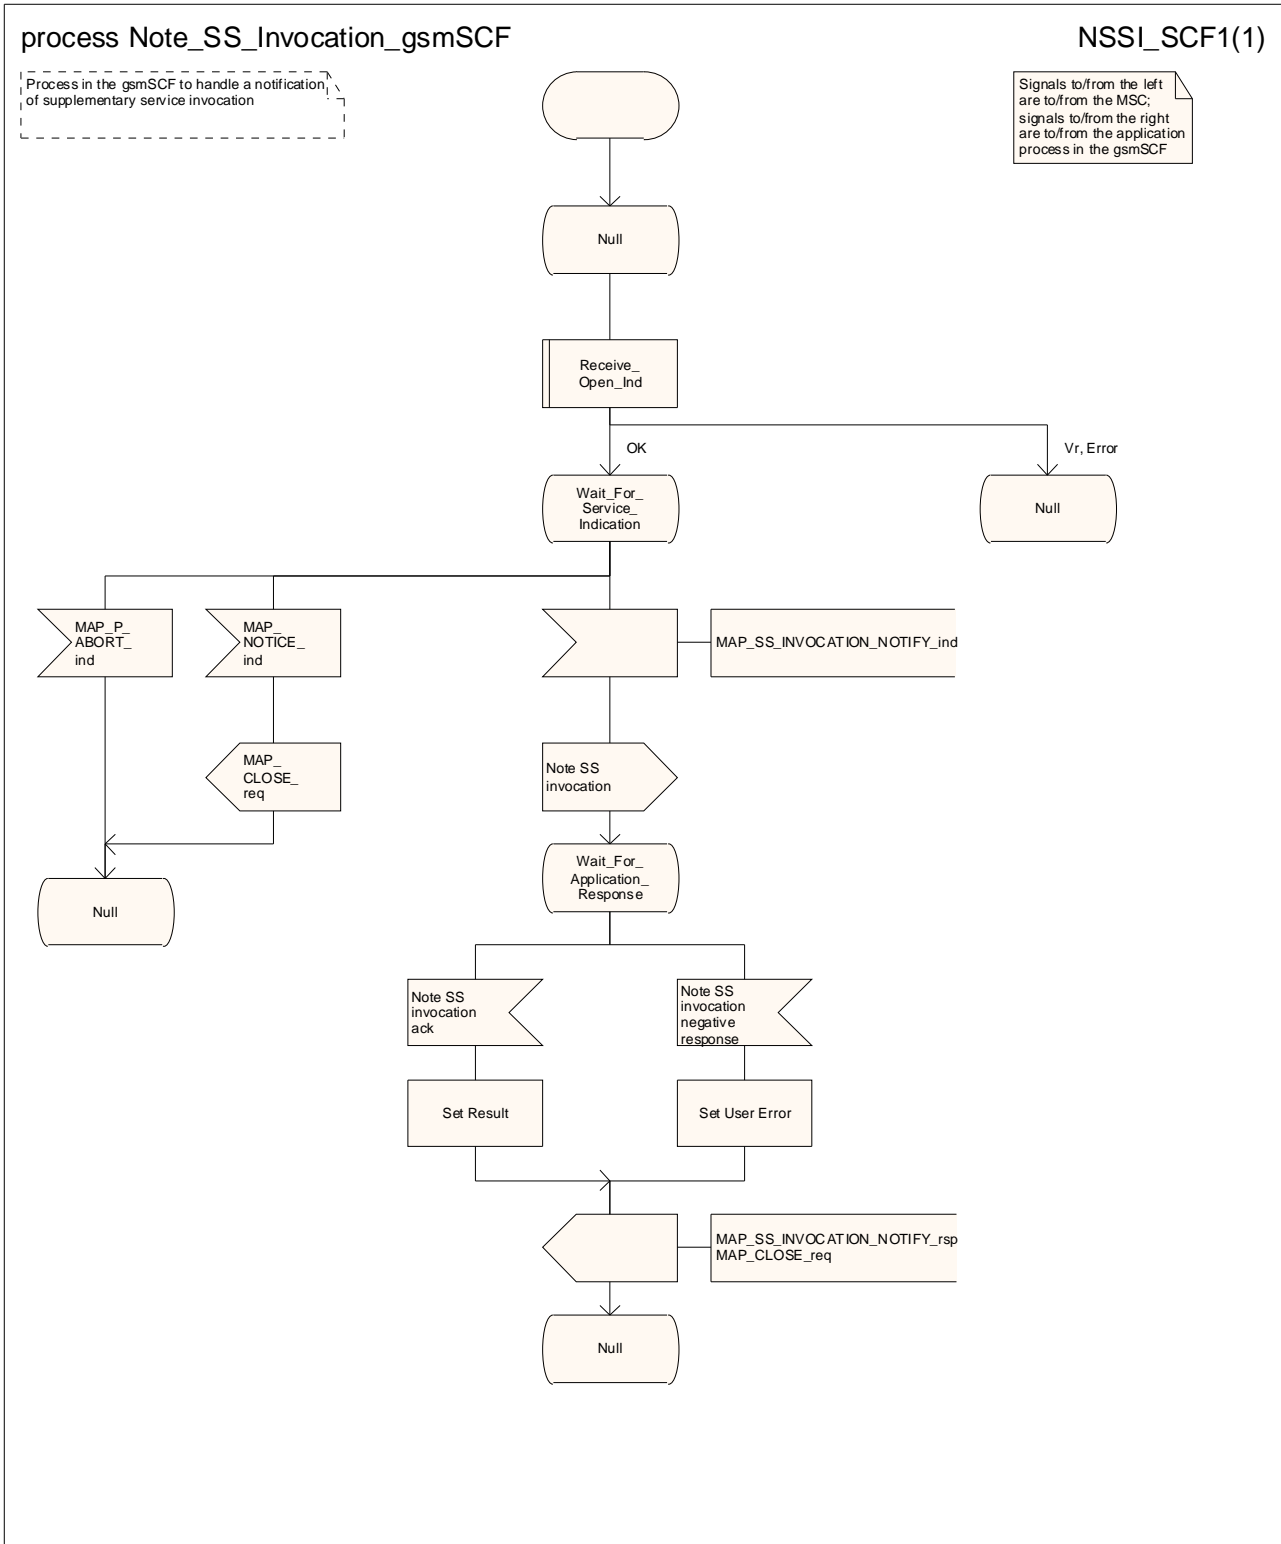 process Note_SS_Invocation_gsmSCF
NSSI_SCF1(1)
Process in the gsmSCF to handle a notification
of supplementary service invocation
Signals to/from the left
are to/from the MSC;
signals to/from the right
are to/from the application
process in the gsmSCF
Null
Receive_
Open_Ind
OK
Vr, Error
Wait_For_
Service_
Indication
Null
MAP_P_
ABORT_
ind
MAP_
NOTICE_
ind
MAP_SS_INVOCATION_NOTIFY_ind
MAP_
CLOSE_
req
Note SS
invocation
Wait_For_
Application_
Response
Null
Note SS
invocation
ack
Note SS
invocation
negative
response
Set Result
Set User Error
MAP_SS_INVOCATION_NOTIFY_rsp
MAP_CLOSE_req
Null